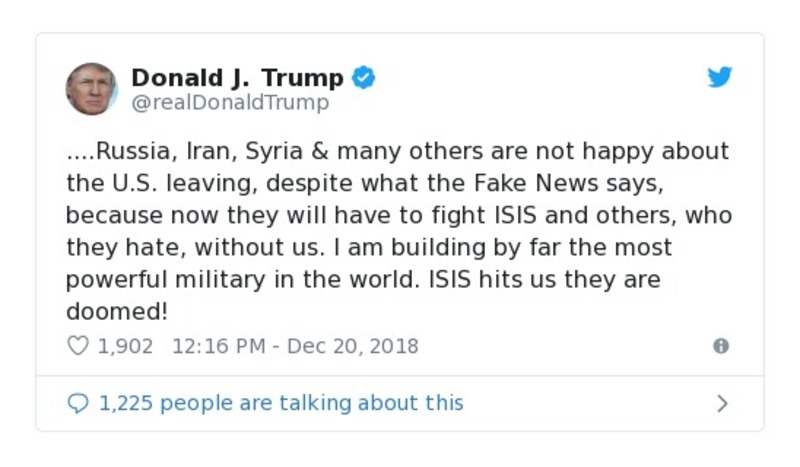 Donald J. Trump
@realDonaldTrump
....Russia, Iran, Syria & many others are not happy about
the U.S. leaving, despite what the Fake News says,
because now they will have to fight ISIS and others, who
they hate, without us. I am building by far the most
powerful military in the world. ISIS hits us they are
doomed!
1,902 12:16 PM - Dec 20, 2018
1,225 people are talking about this